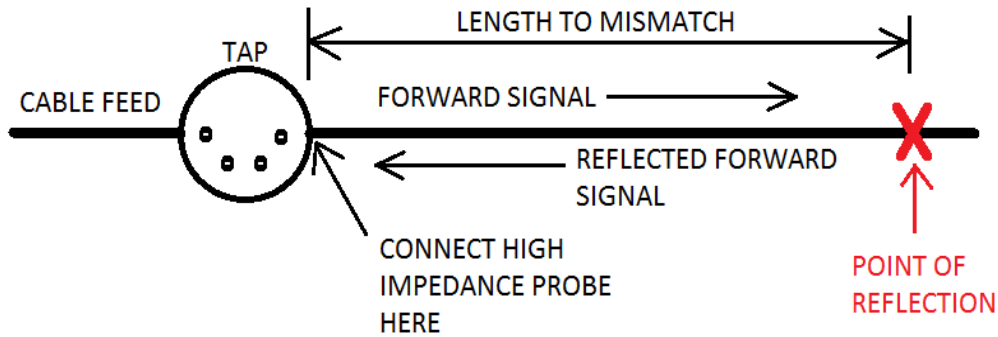 LENGTH TO MISMATCH
TAP
CABLE FEED
FORWARD SIGNAL
REFLECTED FORWARD
SIGNAL
CONNECT HIGH
IMPEDANCE PROBE
HERE
POINT OF
REFLECTION